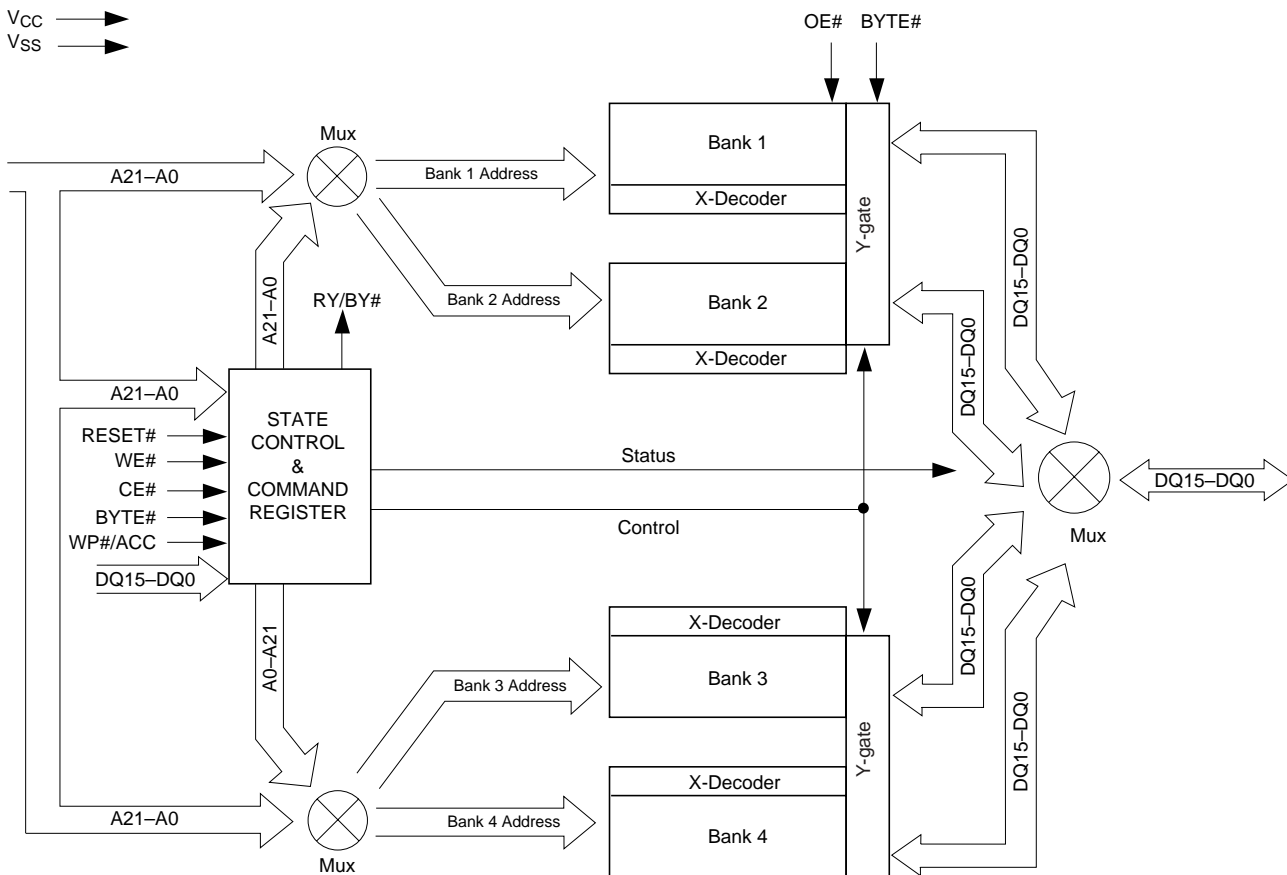 VCC
VSS
OE# BYTE#
Mux
Bank 1
A21–A0
Bank 1 Address
X-Decoder
Y-gate
DQ15–DQ0
A21–A0
RY/BY#
Bank 2 Address
Bank 2
X-Decoder
DQ15–DQ0
A21–A0
RESET#
WE#
CE#
BYTE#
WP#/ACC
DQ15–DQ0
STATE
CONTROL
&
COMMAND
REGISTER
Status
Control
DQ15–DQ0
Mux
A0–A21
X-Decoder
Bank 3 Address
Bank 3
DQ15–DQ0
Y-gate
DQ15–DQ0
X-Decoder
A21–A0
Bank 4 Address
Bank 4
Mux